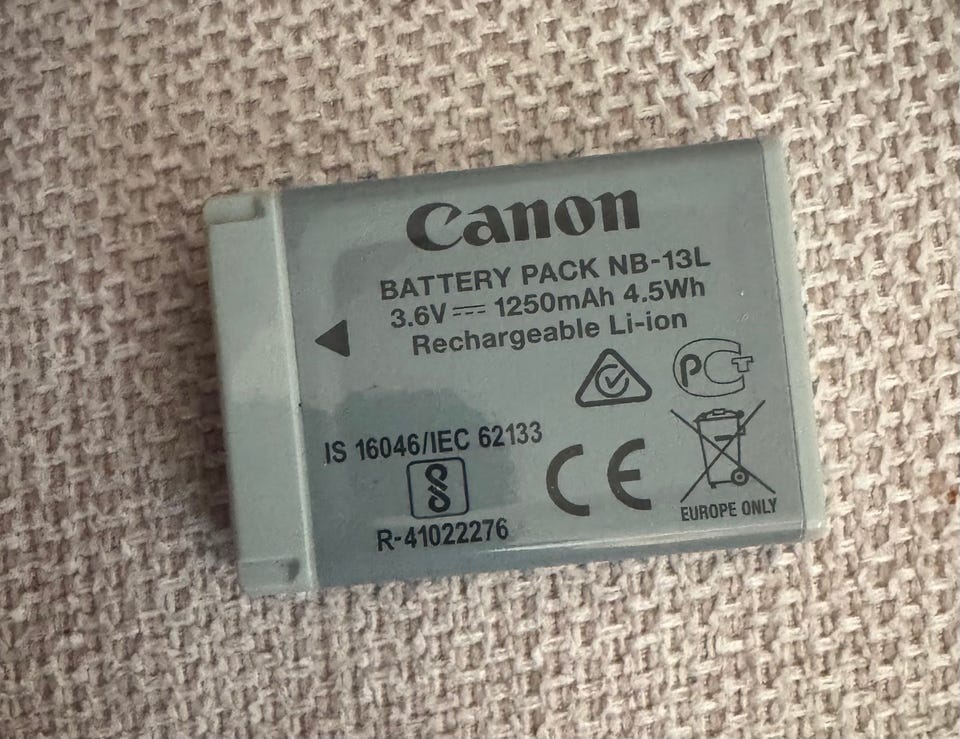 Canon
BATTERY PACK NB-13L
3.6V⎓ 1250mAh 4.5Wh
Rechargeable Li-ion
PCT
IS 16046/IEC 62133
CE
R-41022276
EUROPE ONLY